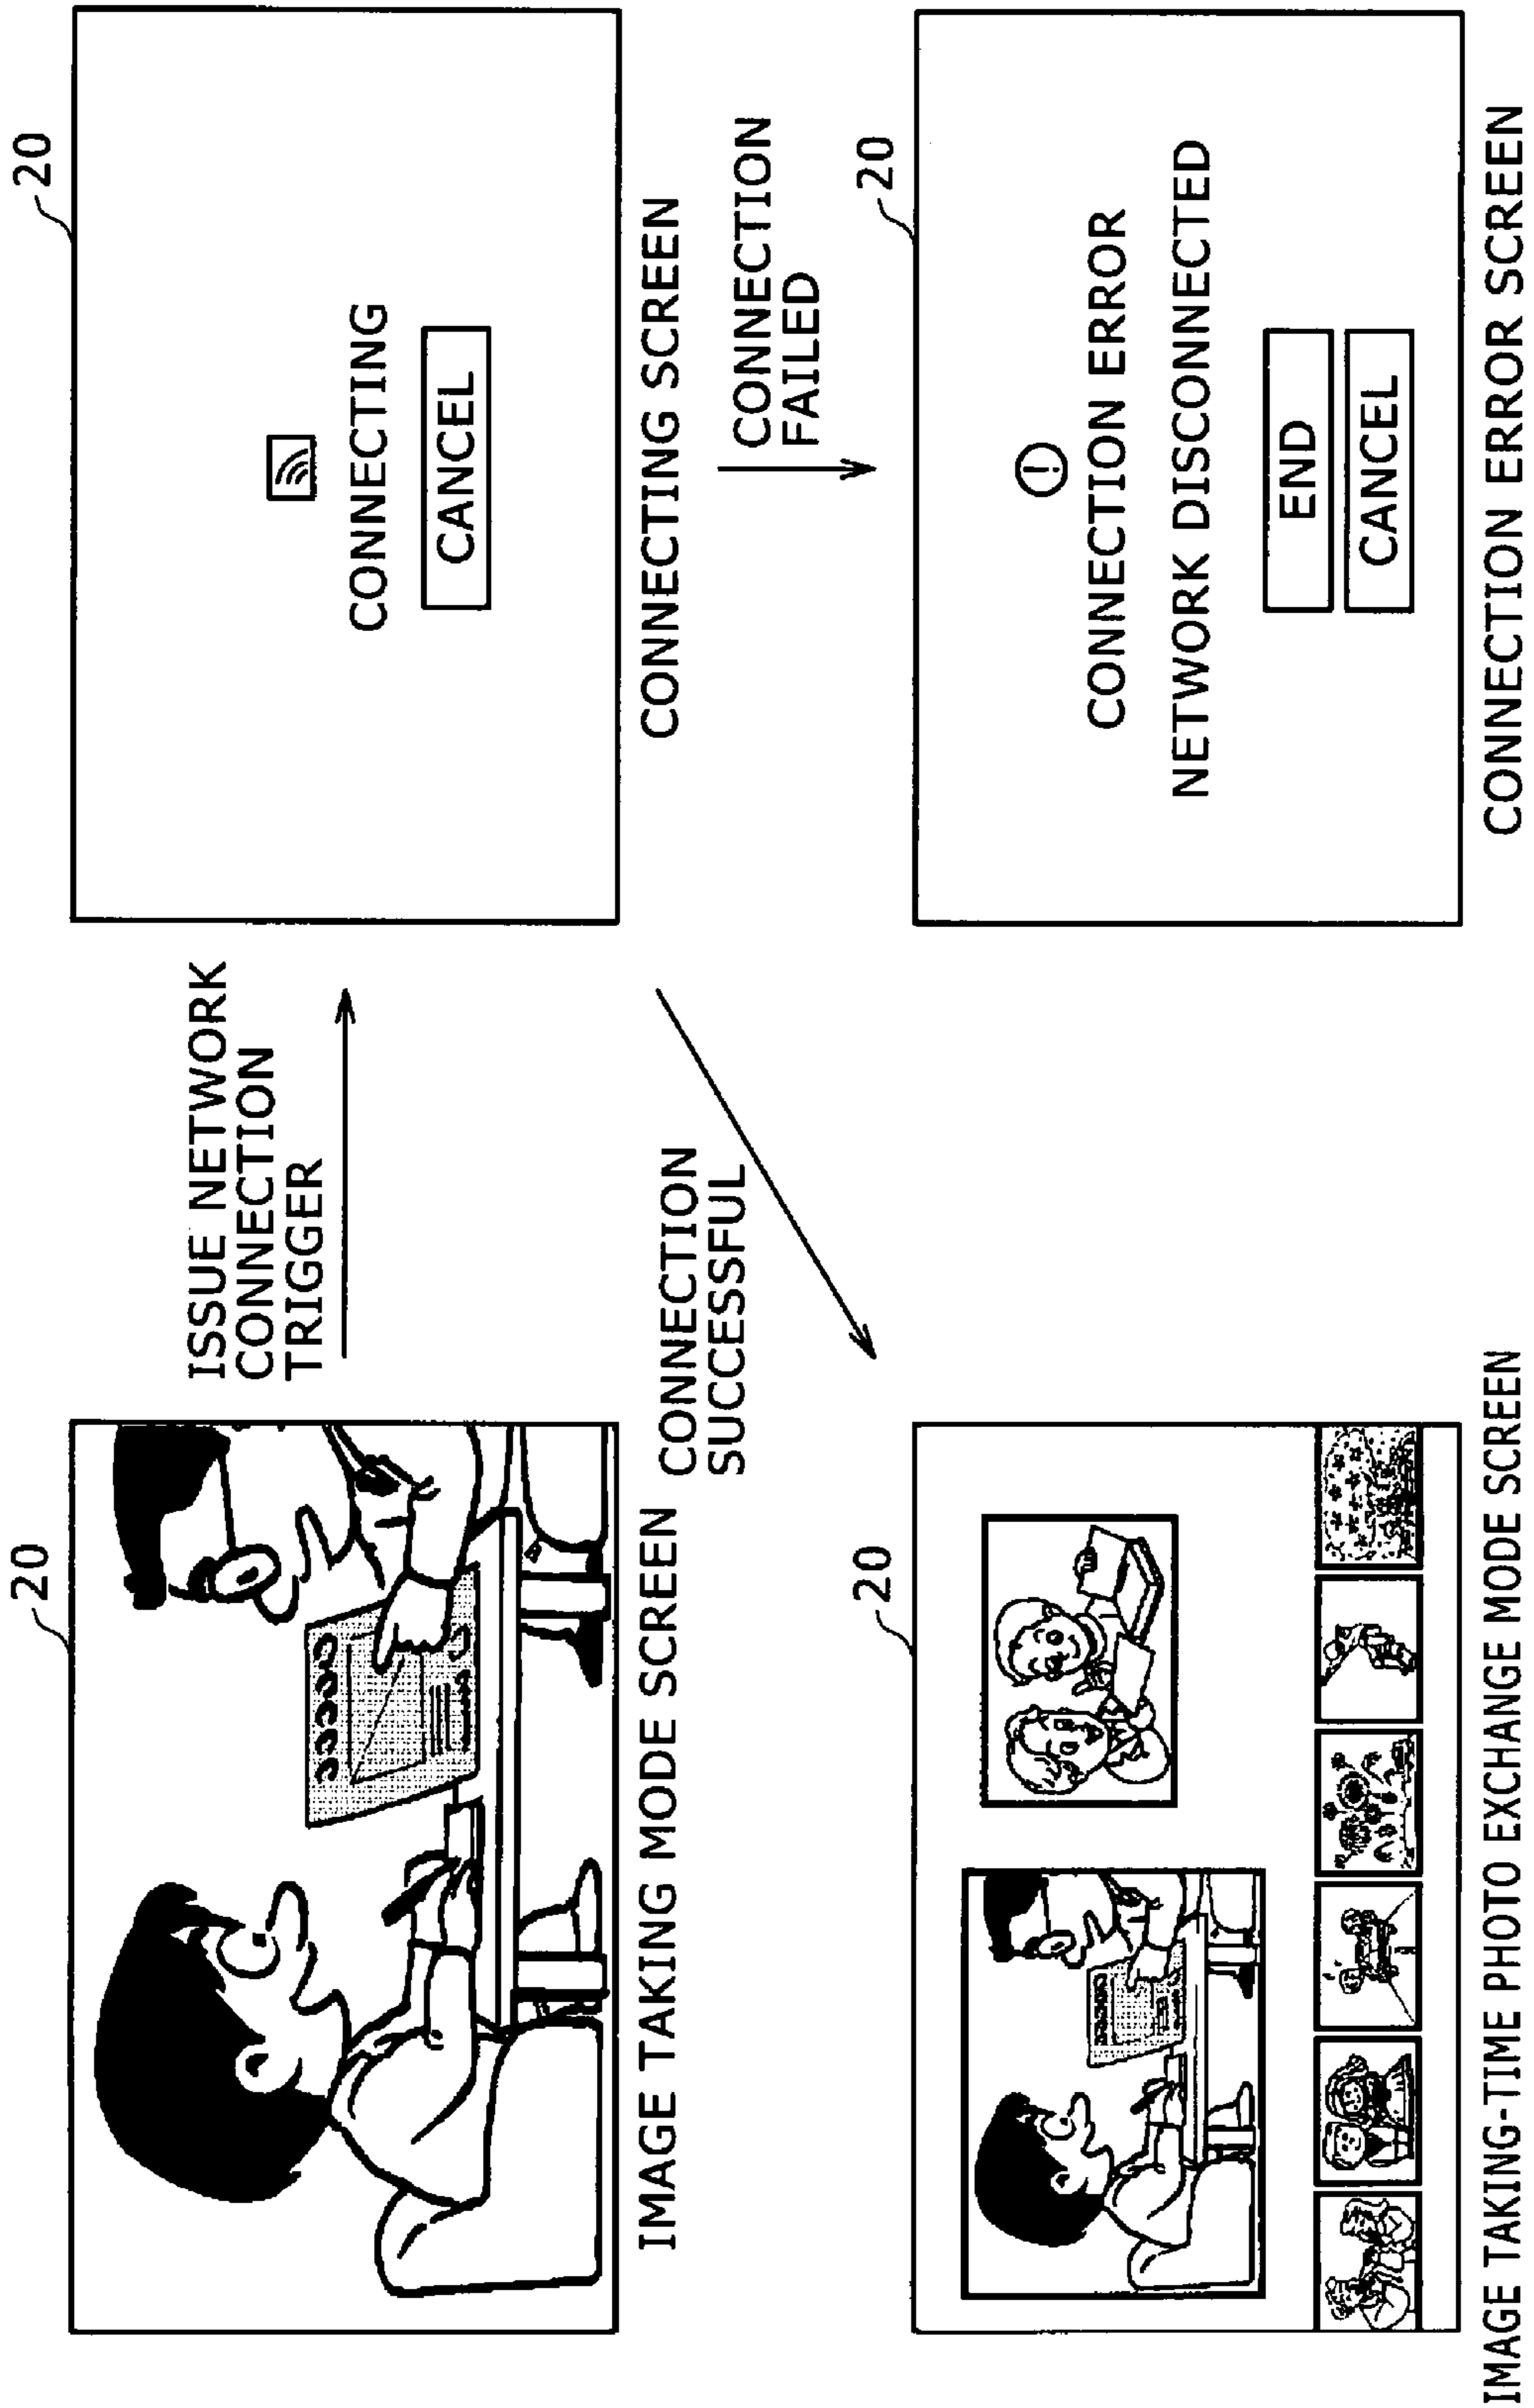 20
IMAGE TAKING MODE SCREEN
ISSUE NETWORK
CONNECTION
TRIGGER
20
CONNECTING
CANCEL
CONNECTING SCREEN
CONNECTION
SUCCESSFUL
CONNECTION
FAILED
20
IMAGE TAKING-TIME PHOTO EXCHANGE MODE SCREEN
20
!
CONNECTION ERROR
NETWORK DISCONNECTED
END
CANCEL
CONNECTION ERROR SCREEN